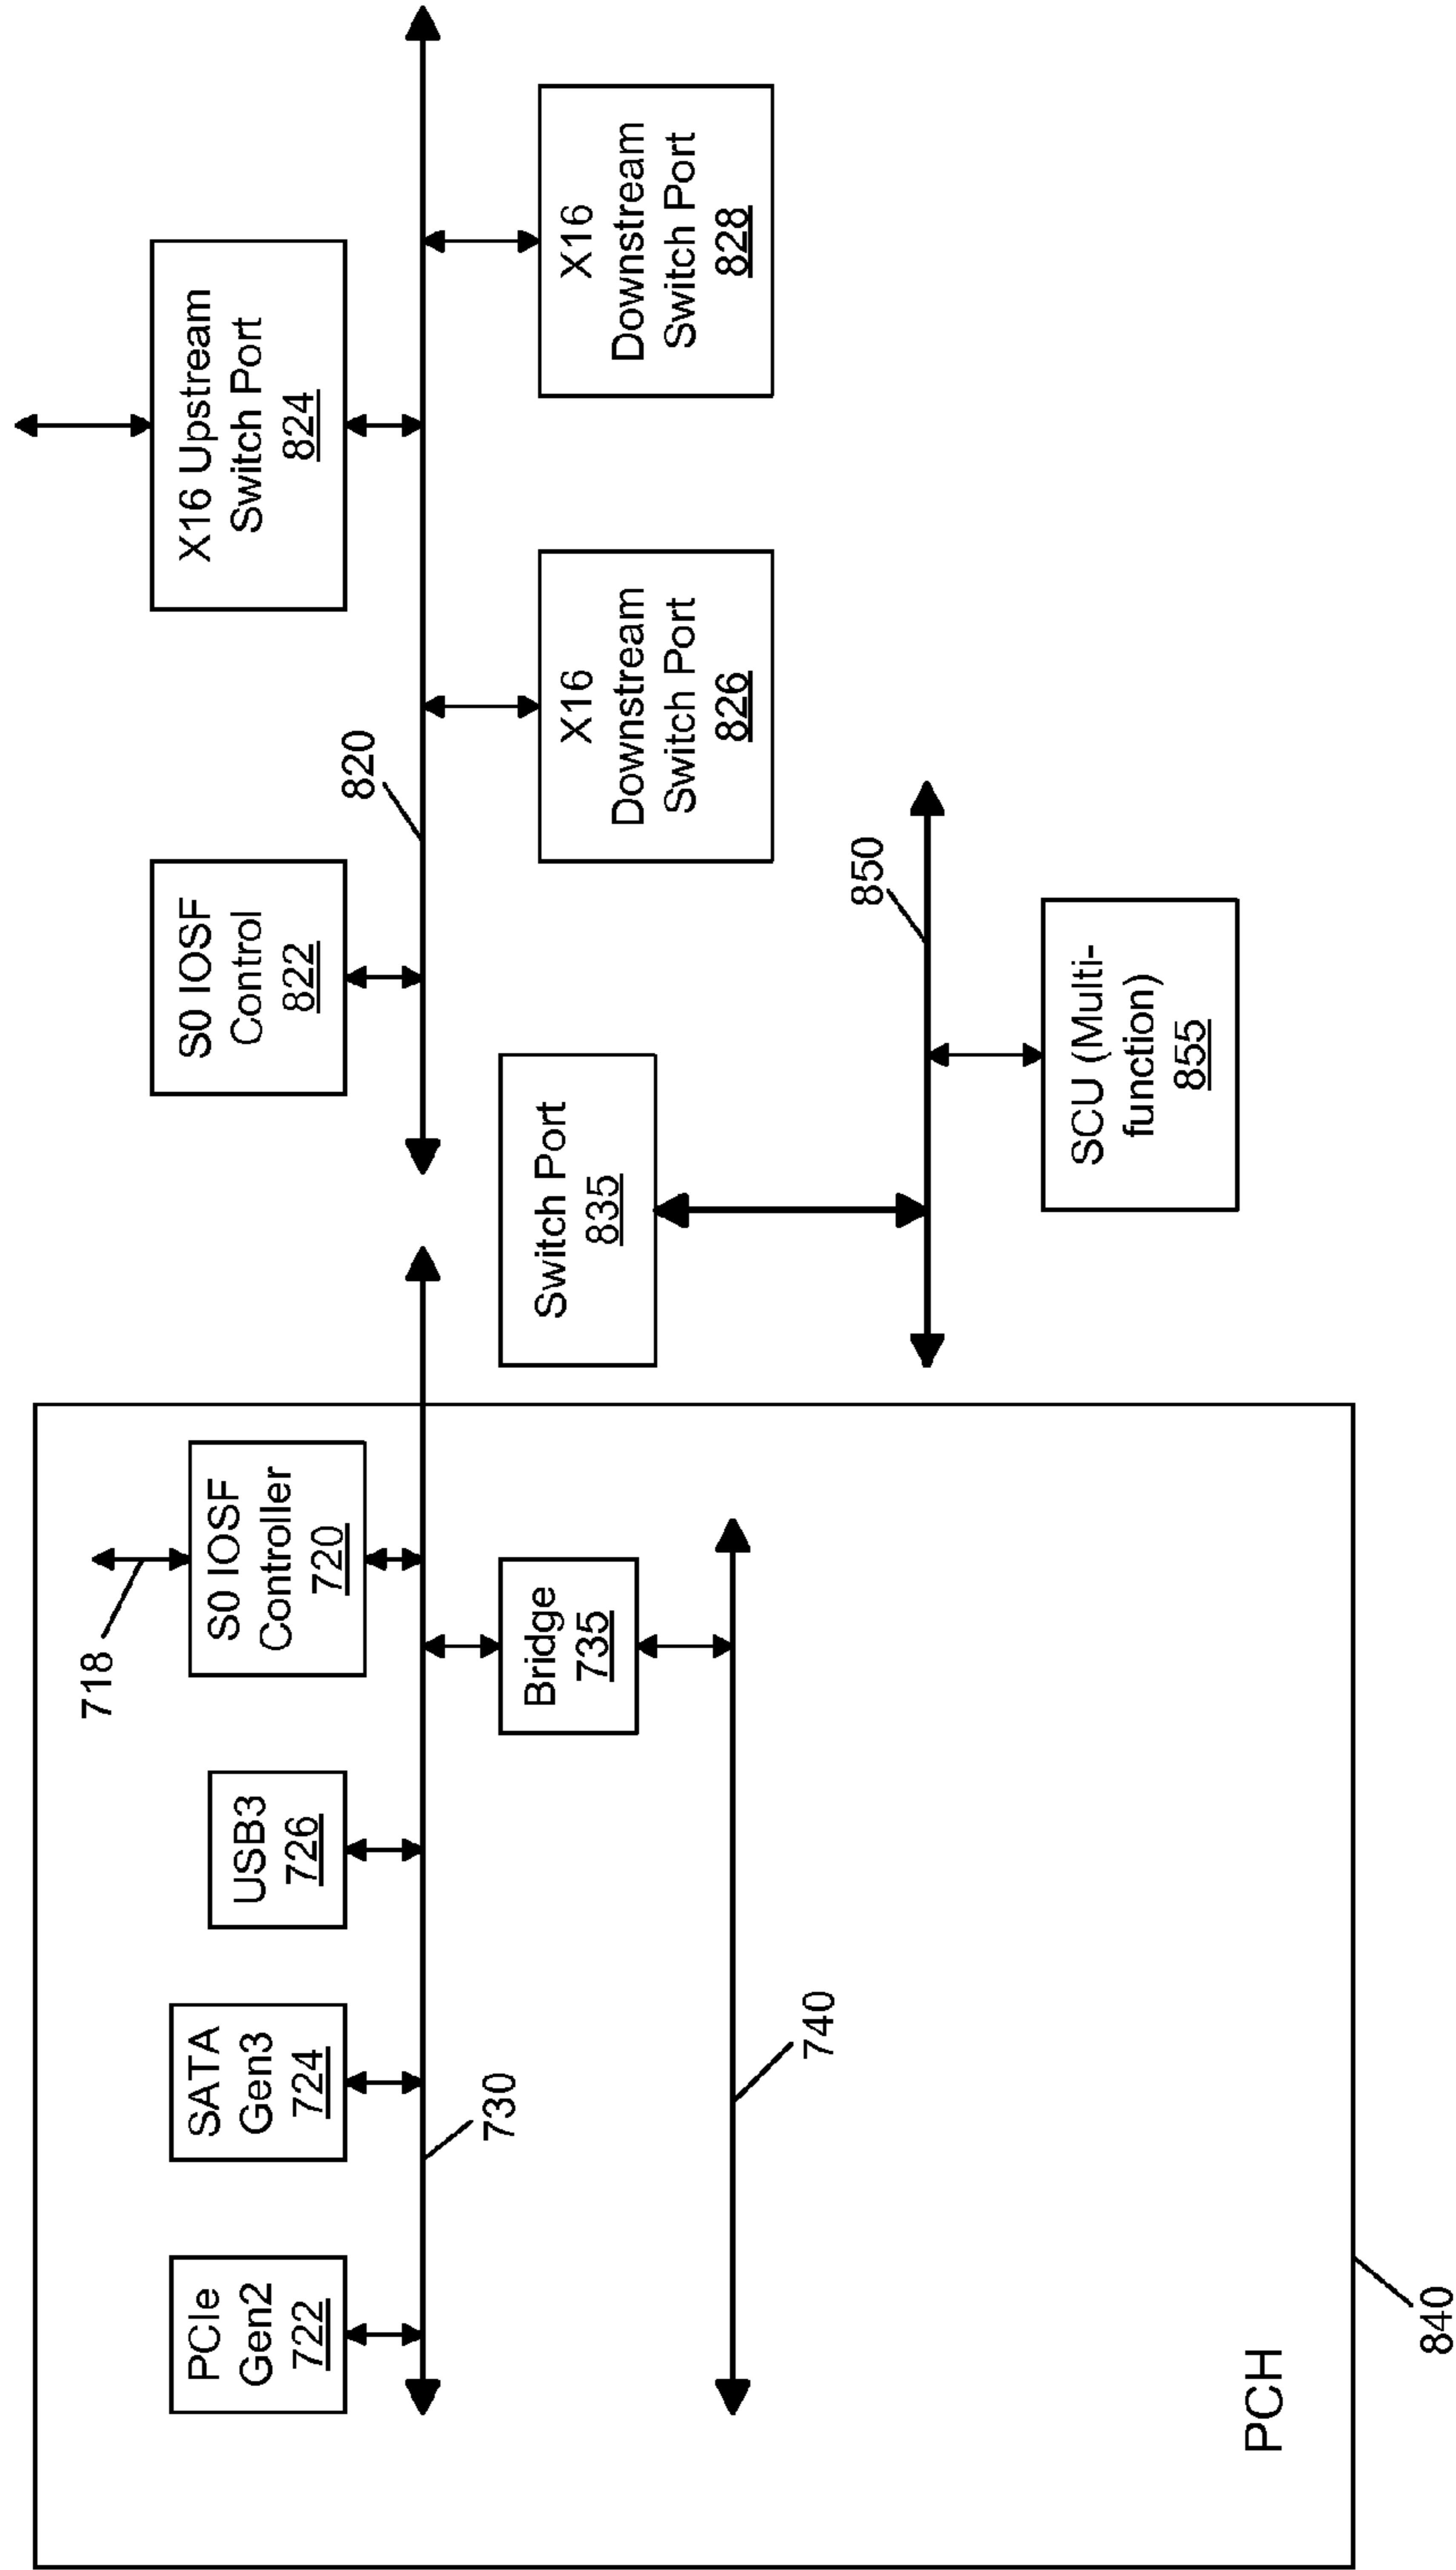 718
S0 IOSF
Controller
720
USB3
726
SATA
Gen3
724
PCIe
Gen2
722
730
Bridge
735
740
PCH
840
S0 IOSF
Control
822
820
X16 Upstream
Switch Port
824
X16
Downstream
Switch Port
826
X16
Downstream
Switch Port
828
Switch Port
835
850
SCU (Multi-
function)
855